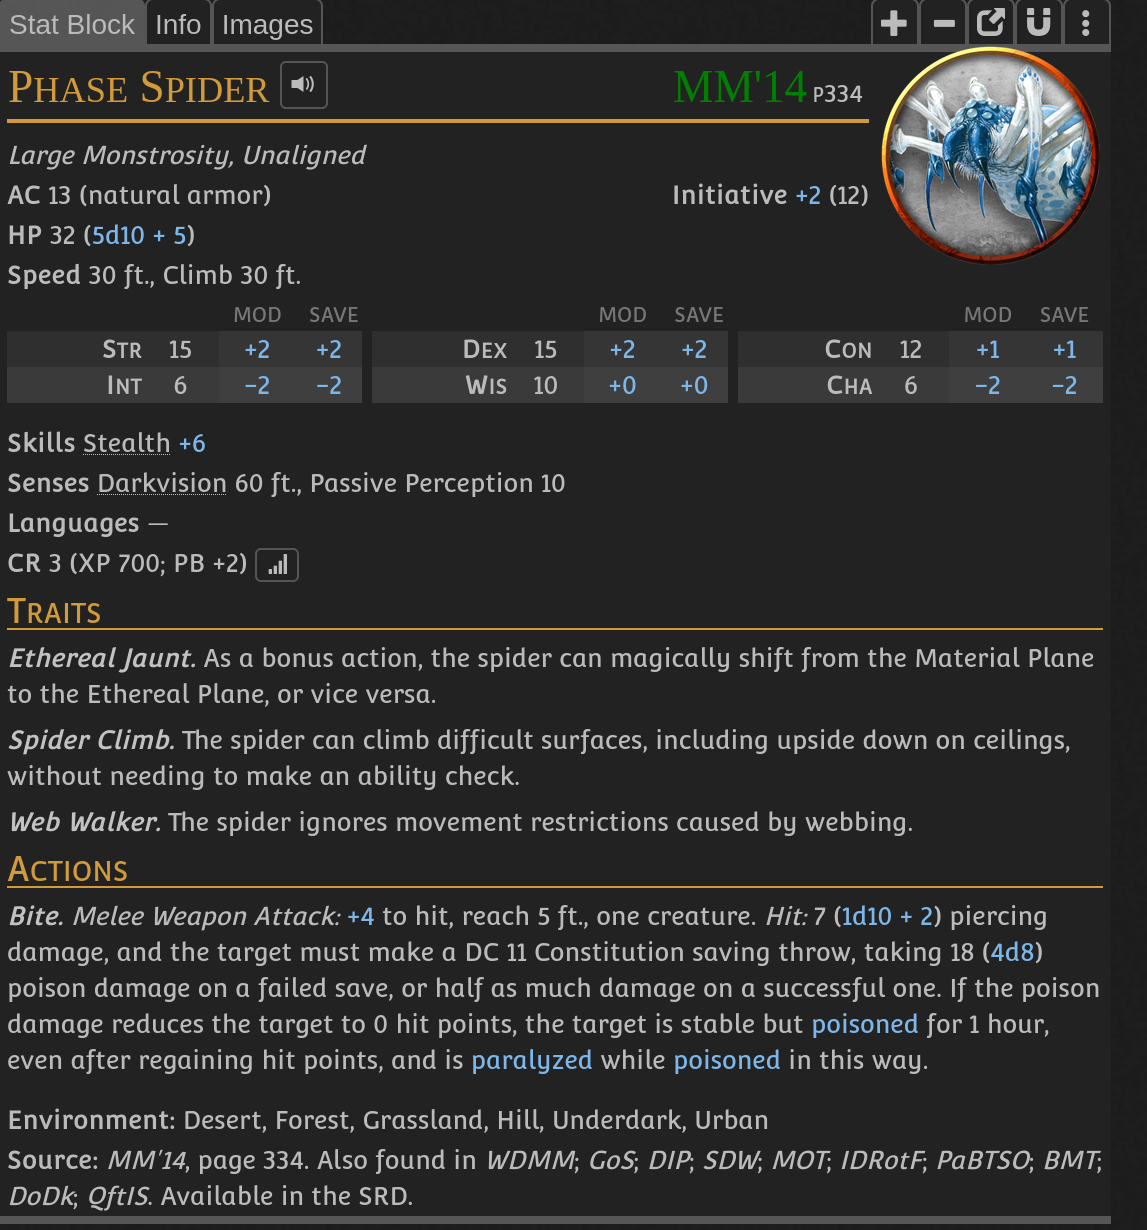 Stat Block Info Images
Phase Spider MM'14 p334
Large Monstrosity, Unaligned
AC 13 (natural armor) Initiative +2 (12)
HP 32 (5d10 + 5)
Speed 30 ft., Climb 30 ft.
MOD SAVE MOD SAVE MOD SAVE
Str 15 +2 +2 Dex 15 +2 +2 Con 12 +1 +1
Int 6 −2 −2 Wis 10 +0 +0 Cha 6 −2 −2
Skills Stealth +6
Senses Darkvision 60 ft., Passive Perception 10
Languages —
CR 3 (XP 700; PB +2)
Traits
Ethereal Jaunt. As a bonus action, the spider can magically shift from the Material Plane
to the Ethereal Plane, or vice versa.
Spider Climb. The spider can climb difficult surfaces, including upside down on ceilings,
without needing to make an ability check.
Web Walker. The spider ignores movement restrictions caused by webbing.
Actions
Bite. Melee Weapon Attack: +4 to hit, reach 5 ft., one creature. Hit: 7 (1d10 + 2) piercing
damage, and the target must make a DC 11 Constitution saving throw, taking 18 (4d8)
poison damage on a failed save, or half as much damage on a successful one. If the poison
damage reduces the target to 0 hit points, the target is stable but poisoned for 1 hour,
even after regaining hit points, and is paralyzed while poisoned in this way.
Environment: Desert, Forest, Grassland, Hill, Underdark, Urban
Source: MM'14, page 334. Also found in WDMM; GoS; DIP; SDW; MOT; IDRotF; PaBTSO; BMT;
DoDk; QftIS. Available in the SRD.